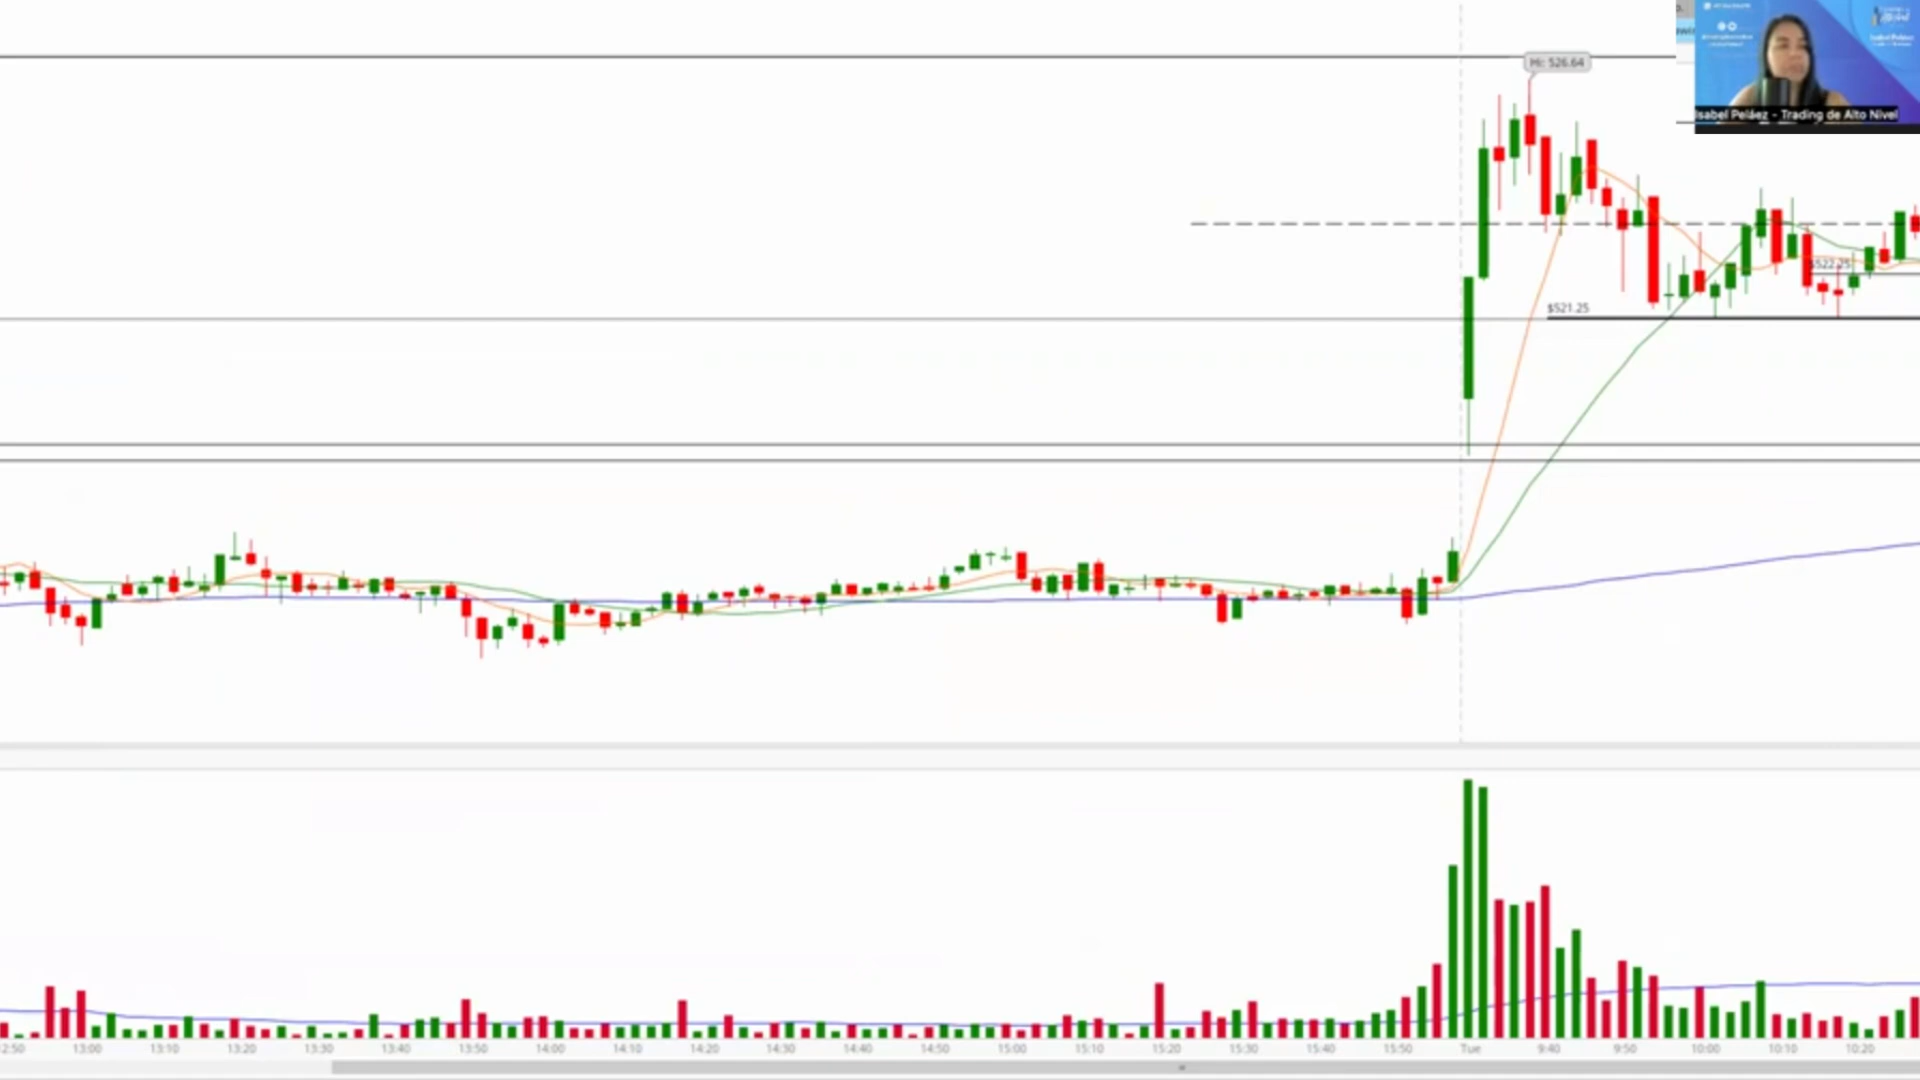 Hi: 526.64
Isabel Peláez - Trading de Alto Nivel
$522.25
$521.25
12:50 13:00 13:10 13:20 13:30 13:40 13:50 14:00 14:10 14:20 14:30 14:40 14:50 15:00 15:10 15:20 15:30 15:40 15:50 Tue 9:40 9:50 10:00 10:10 10:20